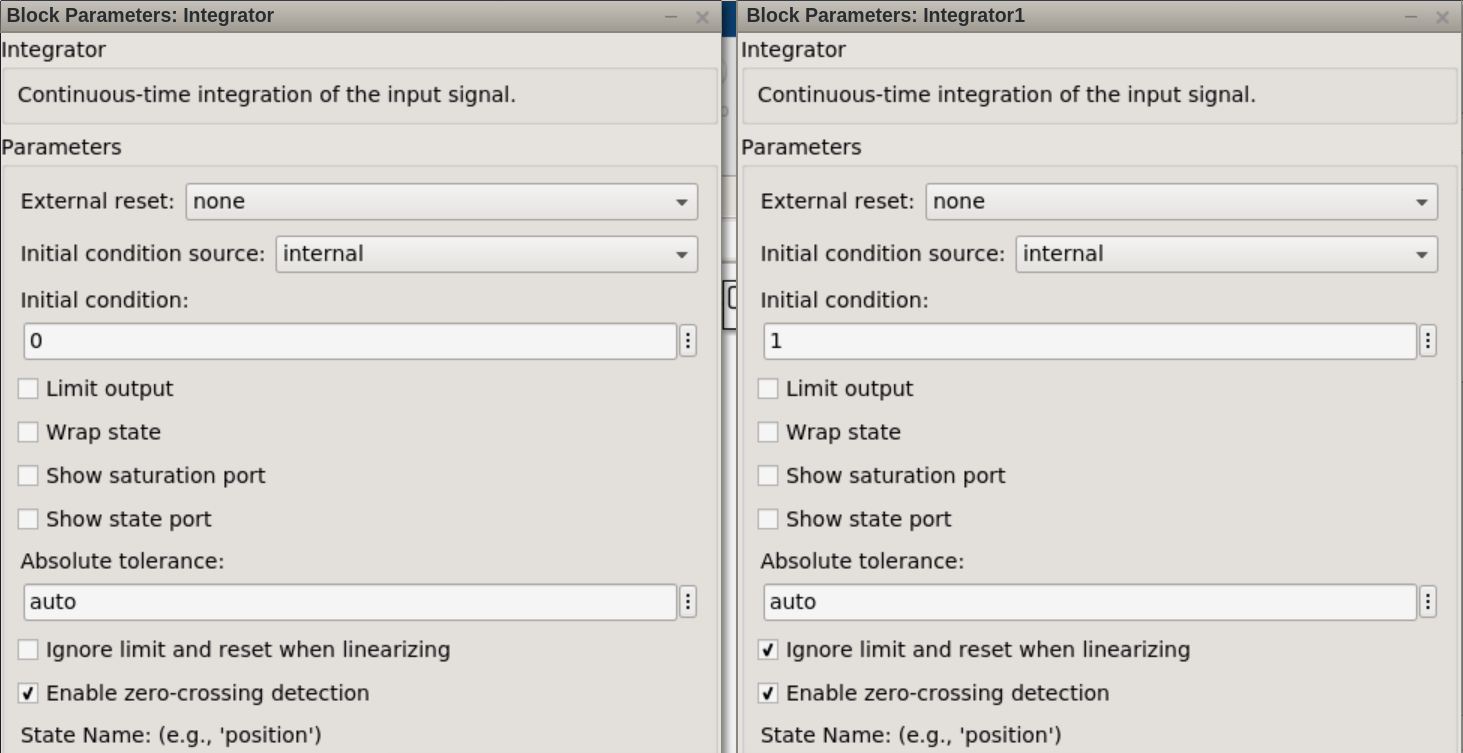 Block Parameters: Integrator
Integrator
Continuous-time integration of the input signal.
Parameters
External reset: none
Initial condition source: internal
Initial condition:
0
Limit output
Wrap state
Show saturation port
Show state port
Absolute tolerance:
auto
Ignore limit and reset when linearizing
Enable zero-crossing detection
State Name: (e.g., 'position')
Block Parameters: Integrator1
Integrator
Continuous-time integration of the input signal.
Parameters
External reset: none
Initial condition source: internal
Initial condition:
1
Limit output
Wrap state
Show saturation port
Show state port
Absolute tolerance:
auto
Ignore limit and reset when linearizing
Enable zero-crossing detection
State Name: (e.g., 'position')